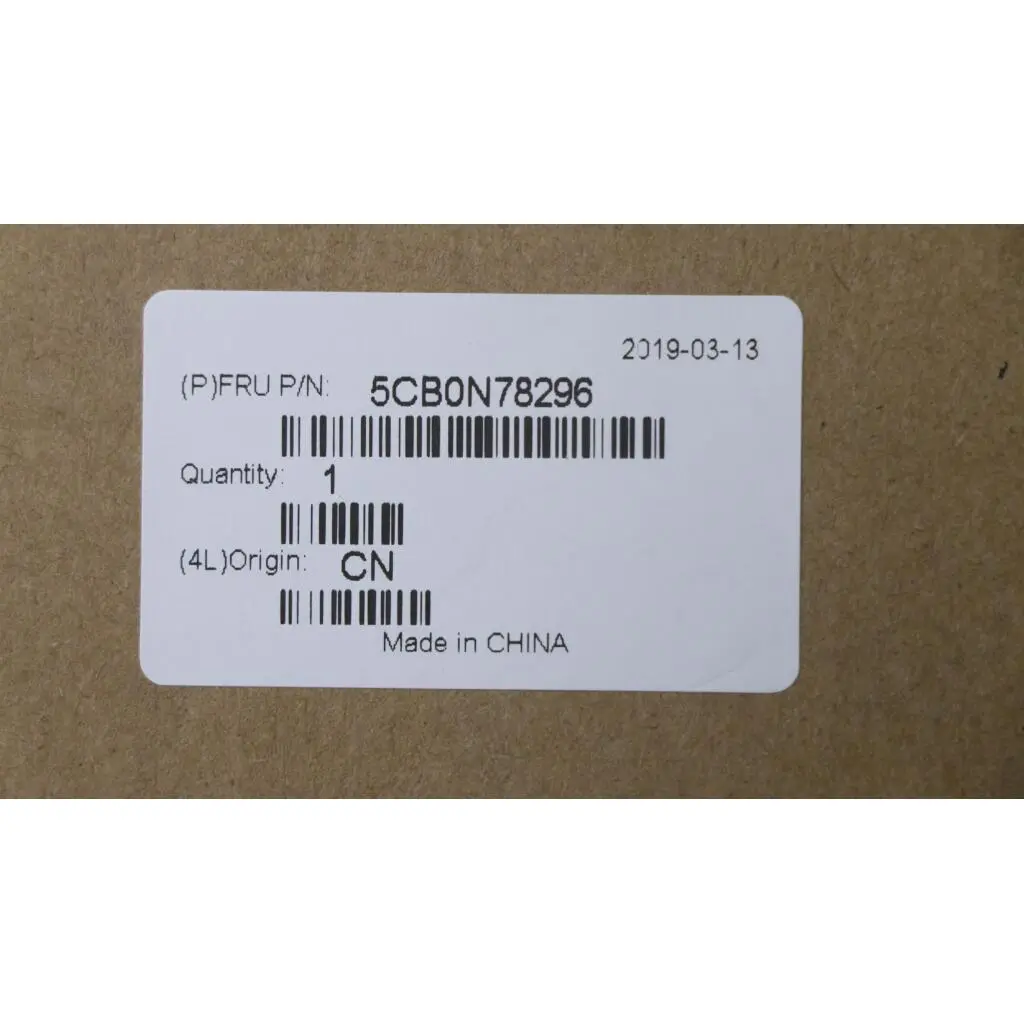 2019-03-13
(P)FRU P/N: 5CB0N78296
Quantity: 1
(4L)Origin: CN
Made in CHINA